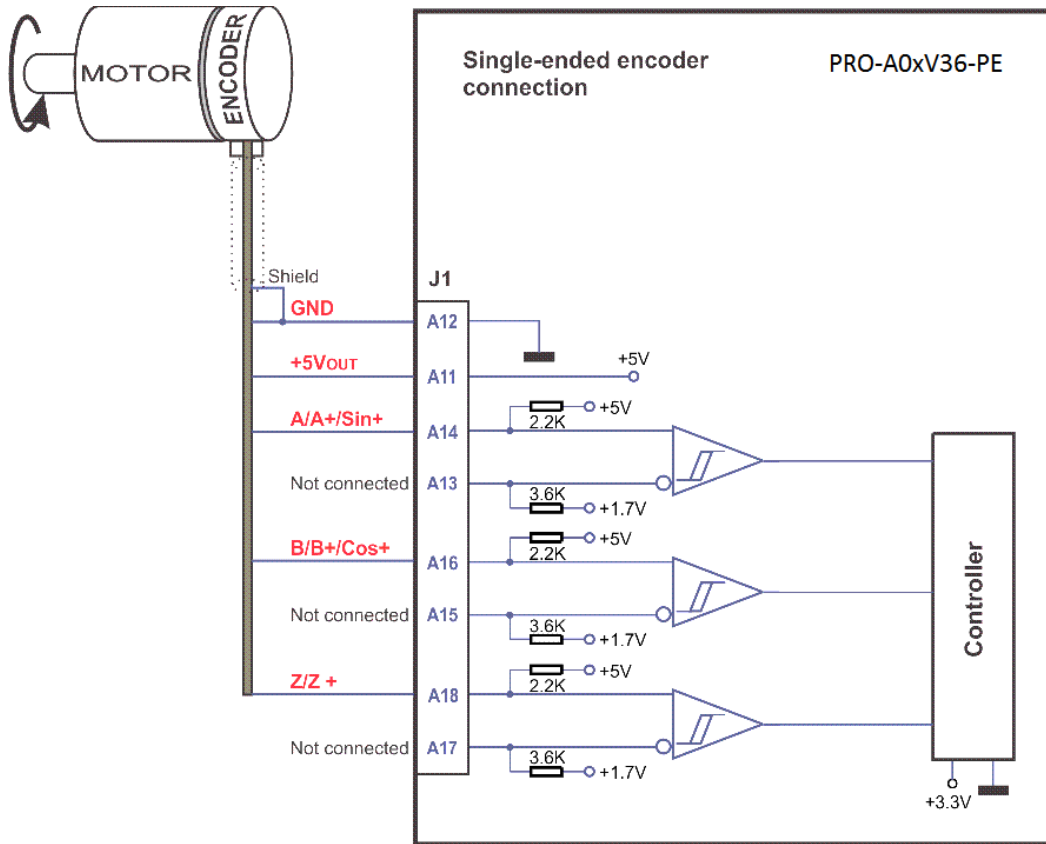 MOTOR
ENCODER
Single-ended encoder
connection
PRO-A0xV36-PE
Shield
J1
GND
A12
+5VOUT
A11
+5V
A/A+/Sin+
A14
+5V
2.2K
Not connected
A13
3.6K
+1.7V
B/B+/Cos+
A16
+5V
2.2K
Not connected
A15
3.6K
+1.7V
Z/Z +
A18
+5V
2.2K
Not connected
A17
3.6K
+1.7V
Controller
+3.3V